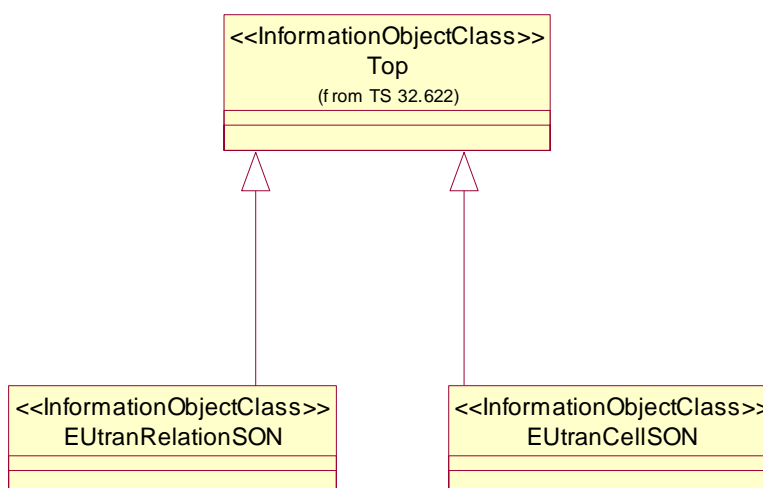 <<InformationObjectClass>>
Top
(from TS 32.622)
<<InformationObjectClass>>
EUtranRelationSON
<<InformationObjectClass>>
EUtranCellSON